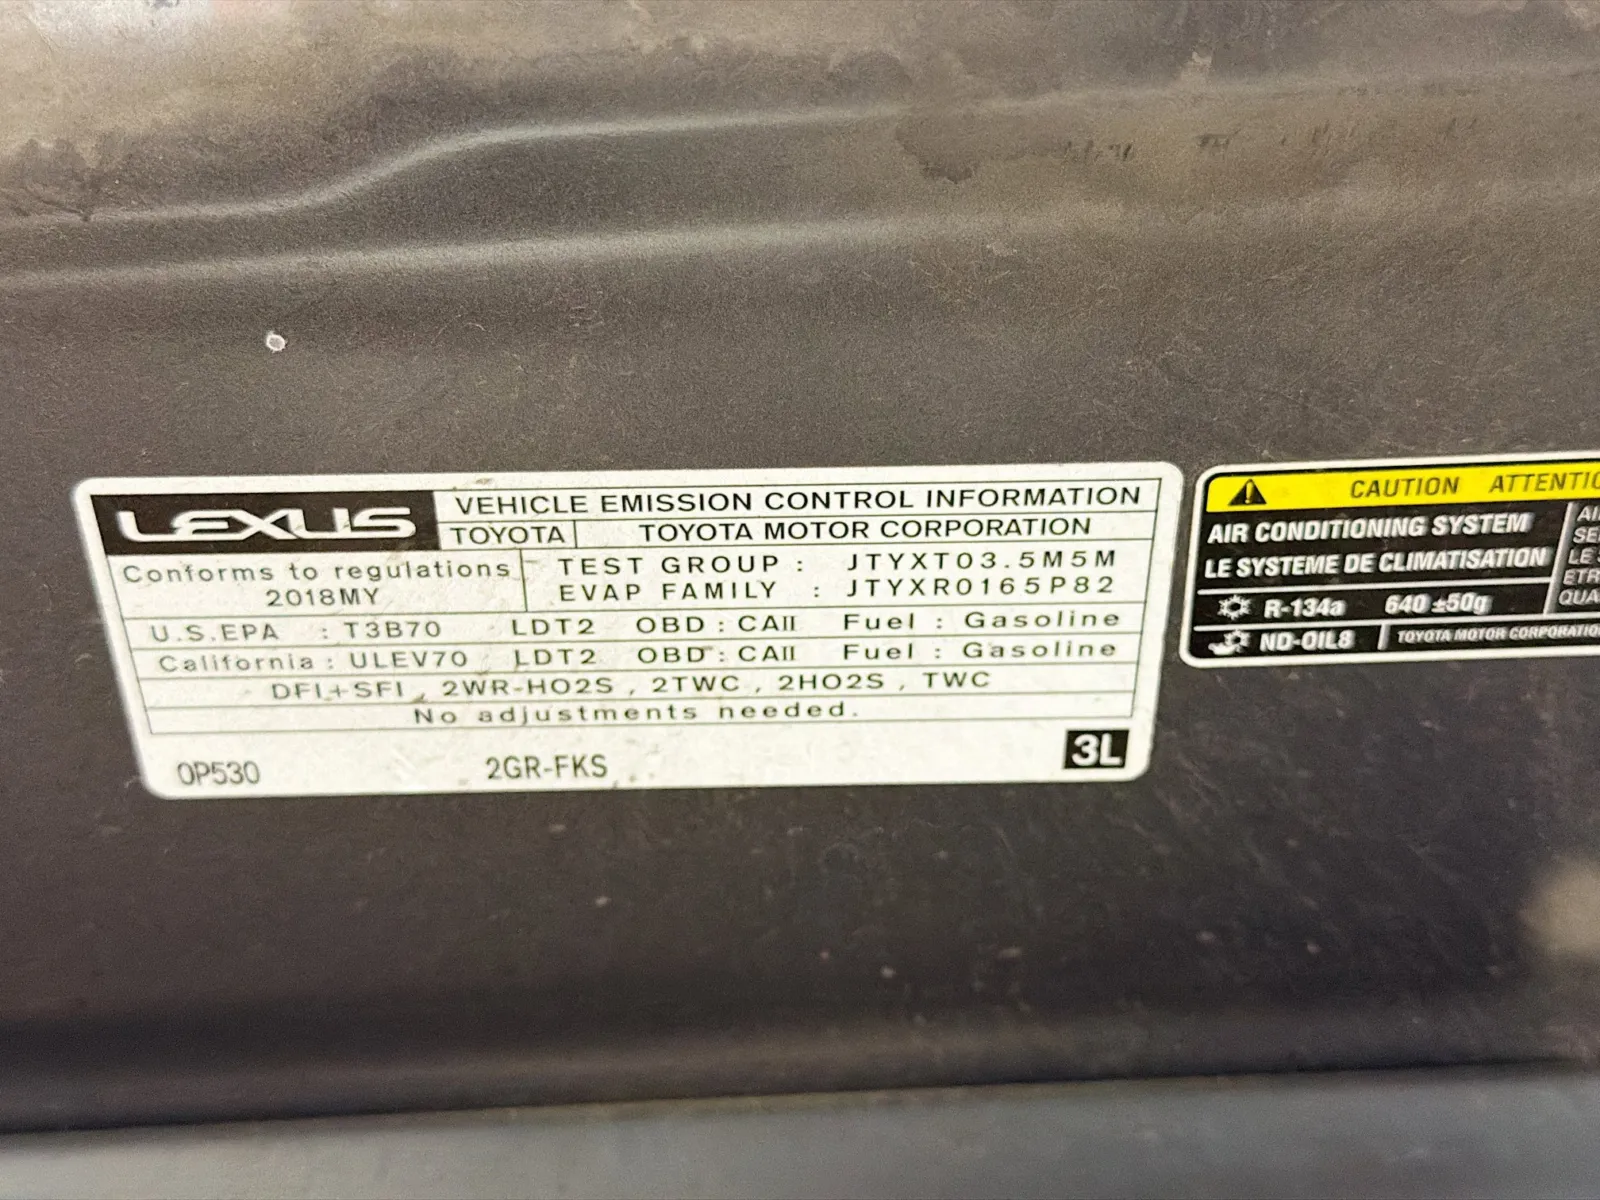 LEXUS VEHICLE EMISSION CONTROL INFORMATION
TOYOTA TOYOTA MOTOR CORPORATION
Conforms to regulations
2018MY
TEST GROUP : JTYXT03.5M5M
EVAP FAMILY : JTYXR0165P82
U.S.EPA : T3B70 LDT2 OBD : CAII Fuel : Gasoline
California : ULEV70 LDT2 OBD : CAII Fuel : Gasoline
DFI+SFI , 2WR-HO2S , 2TWC , 2HO2S , TWC
No adjustments needed.
0P530 2GR-FKS 3L
CAUTION
AIR CONDITIONING SYSTEM
LE SYSTEME DE CLIMATISATION
R-134a 640 ±50g
ND-OIL8 TOYOTA MOTOR